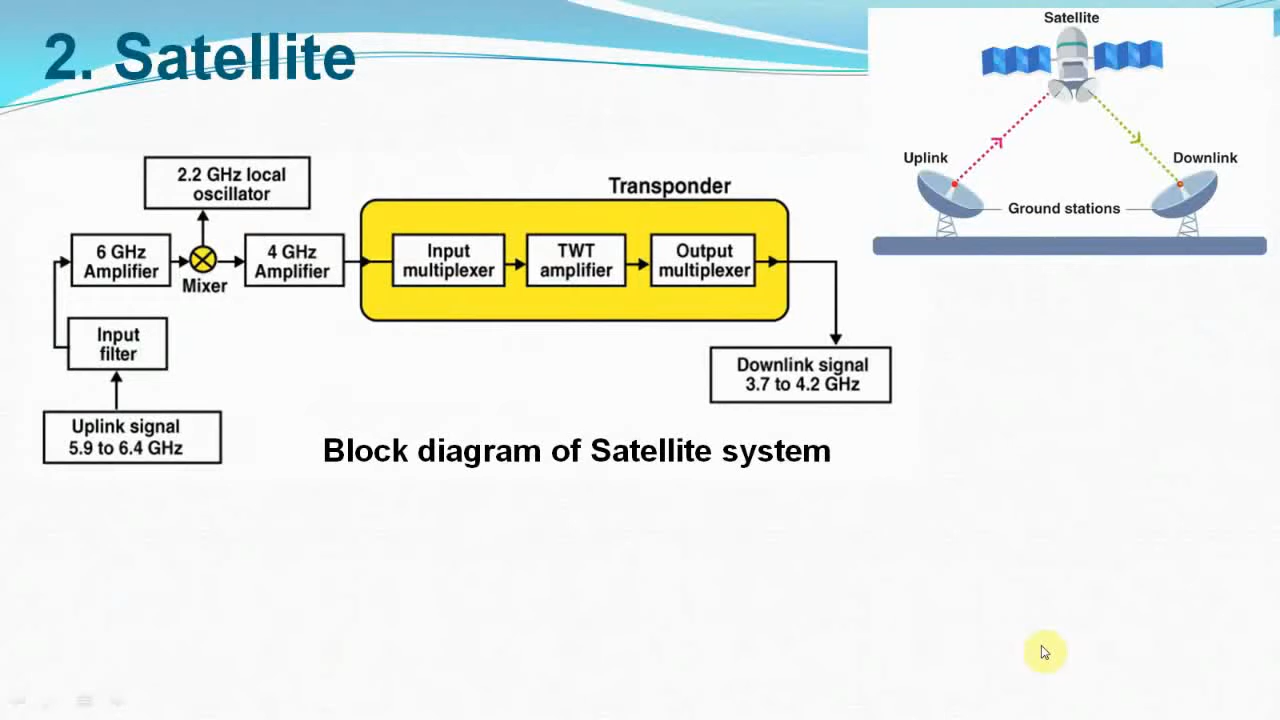 2. Satellite
Satellite
Uplink
Downlink
Ground stations
2.2 GHz local
oscillator
Transponder
6 GHz
Amplifier
Mixer
4 GHz
Amplifier
Input
multiplexer
TWT
amplifier
Output
multiplexer
Input
filter
Uplink signal
5.9 to 6.4 GHz
Downlink signal
3.7 to 4.2 GHz
Block diagram of Satellite system